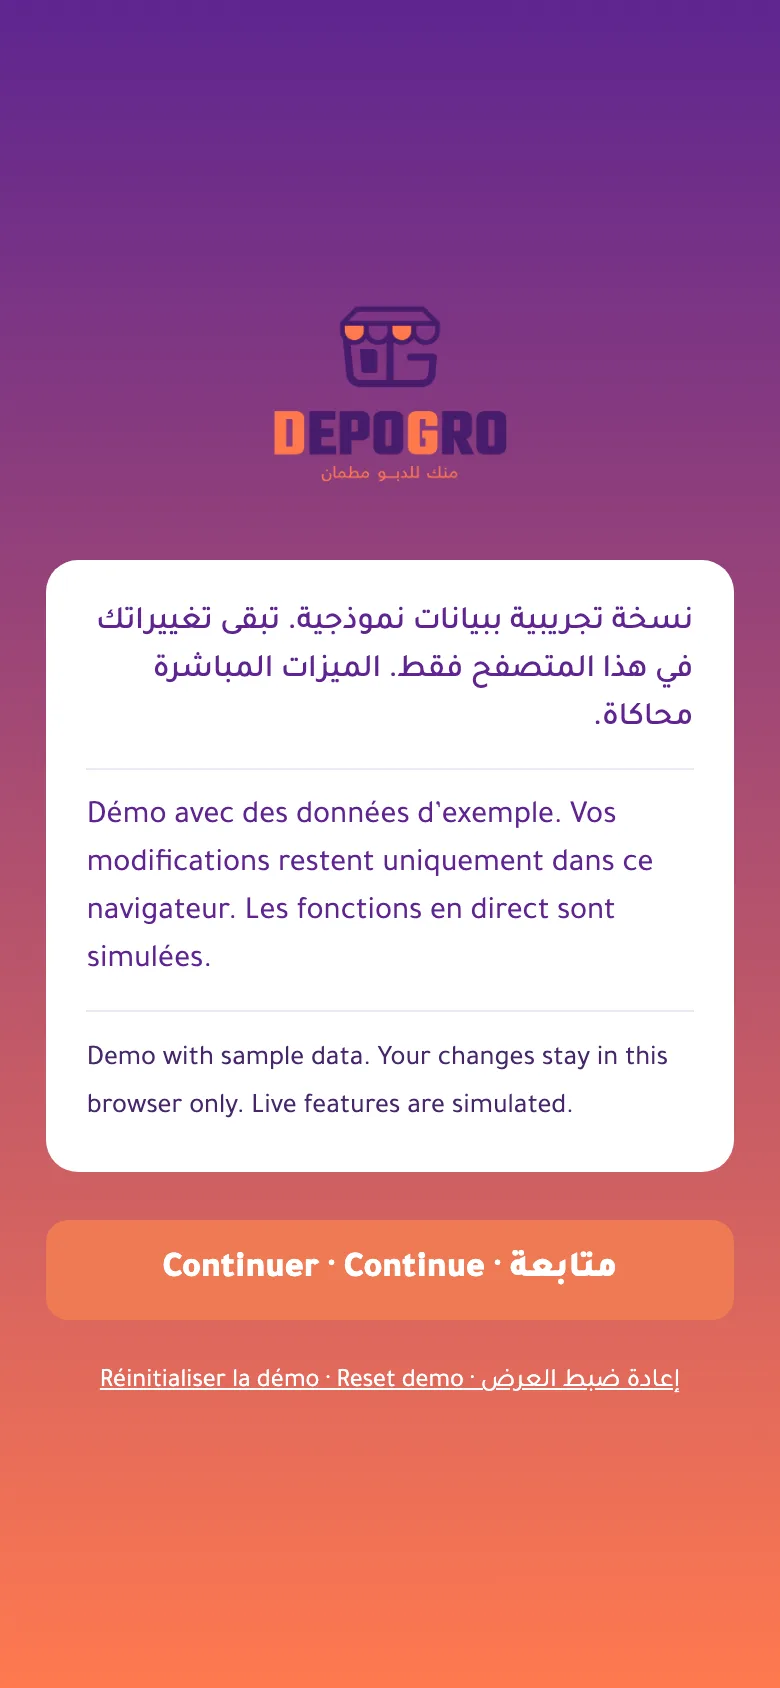 DEPOGRO
منك للديبو مطمان
نسخة تجريبية ببيانات نموذجية. تبقى تغييراتك
في هذا المتصفح فقط. الميزات المباشرة
محاكاة.
Démo avec des données d’exemple. Vos
modifications restent uniquement dans ce
navigateur. Les fonctions en direct sont
simulées.
Demo with sample data. Your changes stay in this
browser only. Live features are simulated.
Continuer · Continue · متابعة
Réinitialiser la démo · Reset demo · إعادة ضبط العرض